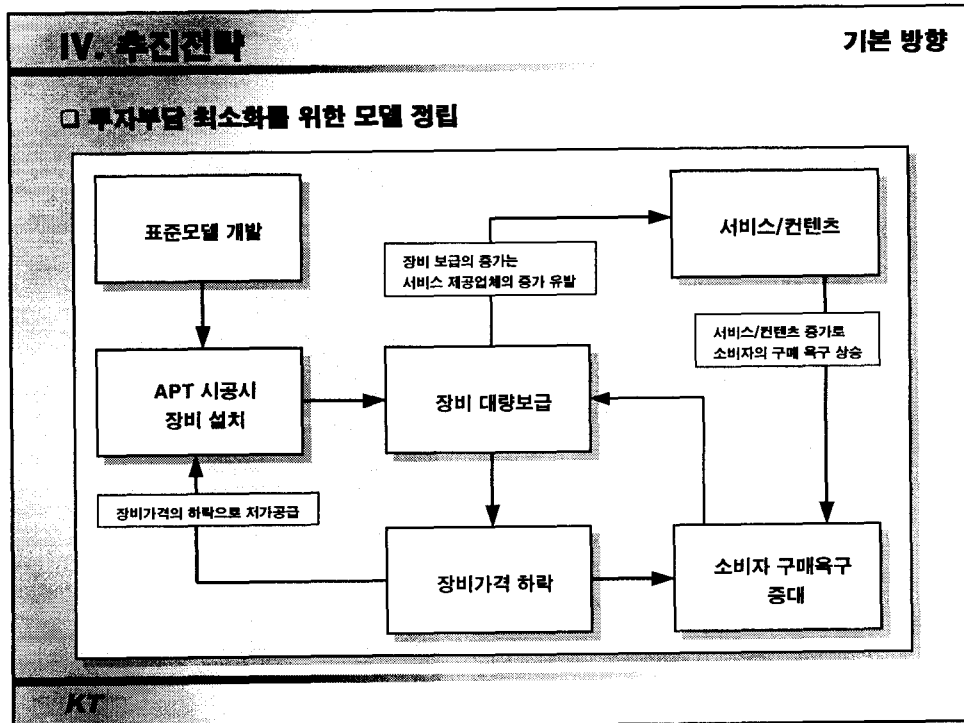 IV. 추진전략
기본 방향
□ 투자부담 최소화를 위한 모델 정립
표준모델 개발
서비스/컨텐츠
장비 보급의 증가는
서비스 제공업체의 증가 유발
서비스/컨텐츠 증가로
소비자의 구매 욕구 상승
APT 시공시
장비 설치
장비 대량보급
장비가격의 하락으로 저가공급
장비가격 하락
소비자 구매욕구
증대
KT